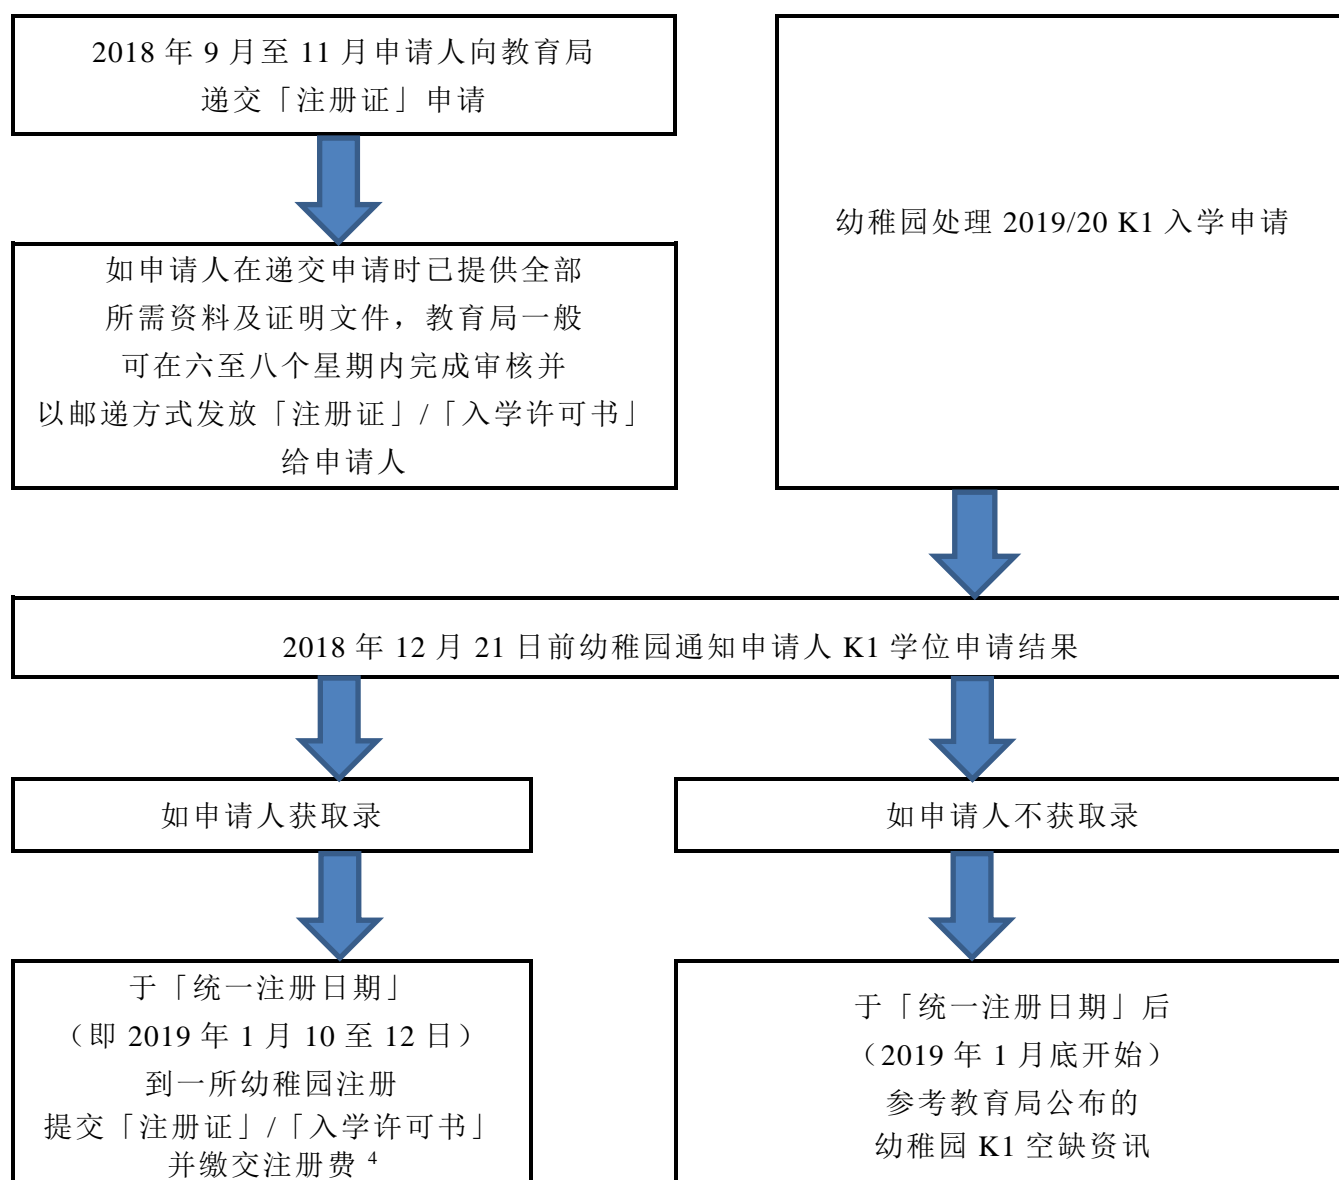 2018 年 9 月至 11 月申请人向教育局
递交「注册证」申请
如申请人在递交申请时已提供全部
所需资料及证明文件，教育局一般
可在六至八个星期内完成审核并
以邮递方式发放「注册证」/「入学许可书」
给申请人
幼稚园处理 2019/20 K1 入学申请
2018 年 12 月 21 日前幼稚园通知申请人 K1 学位申请结果
如申请人获取录
如申请人不获取录
于「统一注册日期」
（即 2019 年 1 月 10 至 12 日）
到一所幼稚园注册
提交「注册证」/「入学许可书」
并缴交注册费 4
于「统一注册日期」后
（2019 年 1 月底开始）
参考教育局公布的
幼稚园 K1 空缺资讯